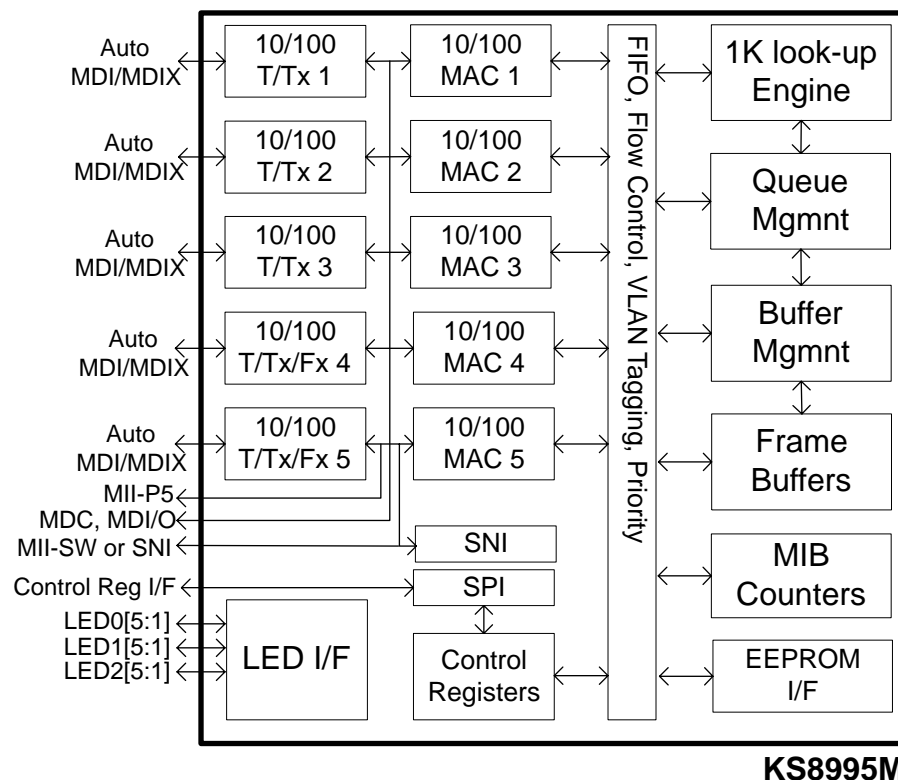 Auto
MDI/MDIX
10/100
T/Tx 1
10/100
MAC 1
Auto
MDI/MDIX
10/100
T/Tx 2
10/100
MAC 2
Auto
MDI/MDIX
10/100
T/Tx 3
10/100
MAC 3
Auto
MDI/MDIX
10/100
T/Tx/Fx 4
10/100
MAC 4
Auto
MDI/MDIX
10/100
T/Tx/Fx 5
10/100
MAC 5
MII-P5
MDC, MDI/O
MII-SW or SNI
SNI
Control Reg I/F
SPI
LED0[5:1]
LED1[5:1]
LED2[5:1]
LED I/F
Control
Registers
FIFO, Flow Control, VLAN Tagging, Priority
1K look-up
Engine
Queue
Mgmnt
Buffer
Mgmnt
Frame
Buffers
MIB
Counters
EEPROM
I/F
KS8995M